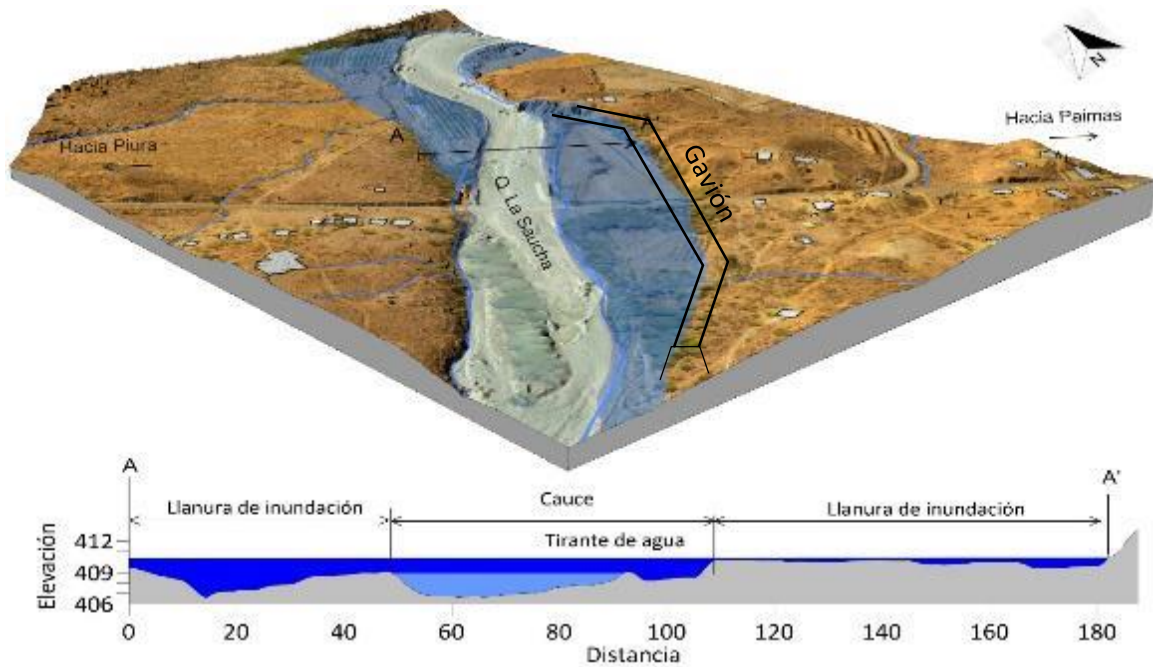 N
Hacia Paimas
Hacia Piura
A
Gavión
Q. La Saucha
A
A'
Llanura de inundación
Cauce
Llanura de inundación
Tirante de agua
Elevación
412
409
406
0
20
40
60
80
100
120
140
160
180
Distancia